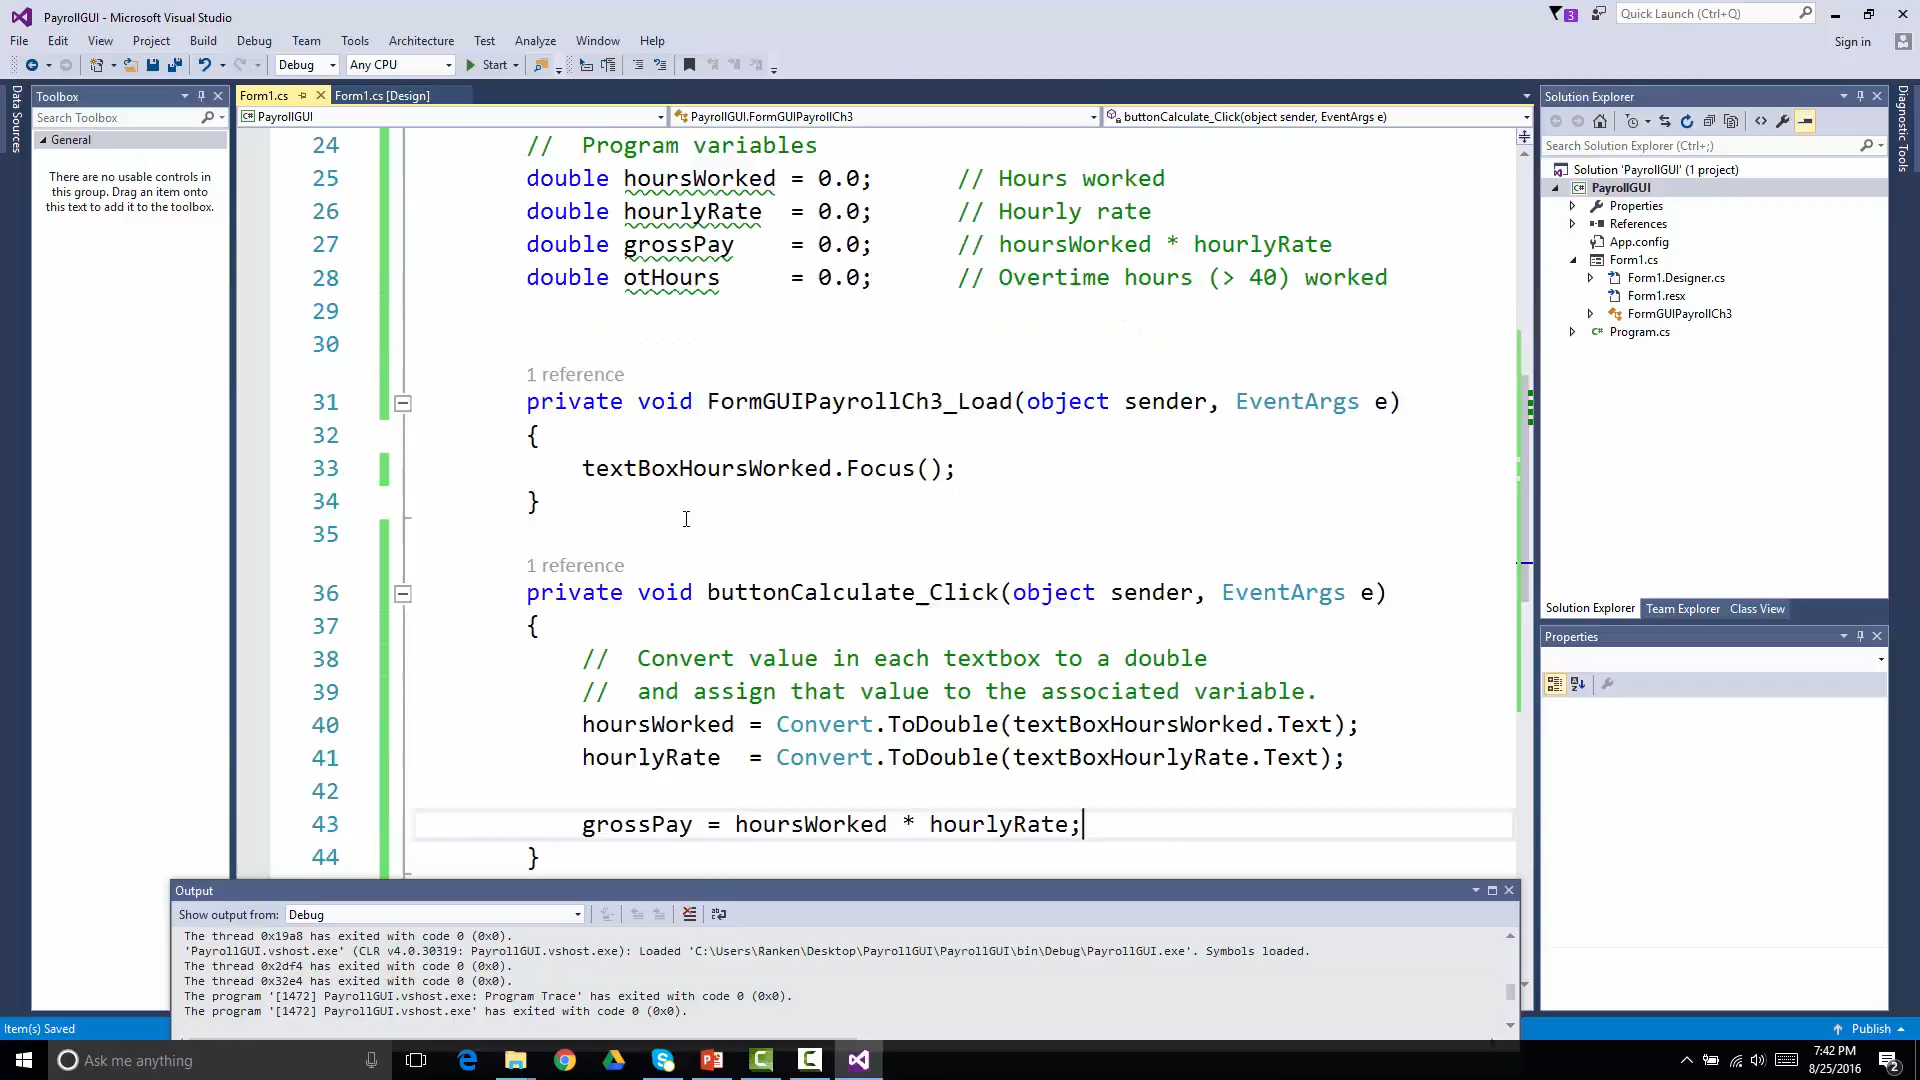 PayrollGUI - Microsoft Visual Studio
3
Quick Launch (Ctrl+Q)
File Edit View Project Build Debug Team Tools Architecture Test Analyze Window Help
Sign in
Debug Any CPU Start
Data Sources
Toolbox
Search Toolbox
General
There are no usable controls in
this group. Drag an item onto
this text to add it to the toolbox.
Form1.cs Form1.cs [Design]
PayrollGUI PayrollGUI.FormGUIPayrollCh3 buttonCalculate_Click(object sender, EventArgs e)
24 // Program variables
25 double hoursWorked = 0.0; // Hours worked
26 double hourlyRate = 0.0; // Hourly rate
27 double grossPay = 0.0; // hoursWorked * hourlyRate
28 double otHours = 0.0; // Overtime hours (> 40) worked
29
30
1 reference
31 private void FormGUIPayrollCh3_Load(object sender, EventArgs e)
32 {
33 textBoxHoursWorked.Focus();
34 }
35
1 reference
36 private void buttonCalculate_Click(object sender, EventArgs e)
37 {
38 // Convert value in each textbox to a double
39 // and assign that value to the associated variable.
40 hoursWorked = Convert.ToDouble(textBoxHoursWorked.Text);
41 hourlyRate = Convert.ToDouble(textBoxHourlyRate.Text);
42
43 grossPay = hoursWorked * hourlyRate;
44 }
Output
Show output from: Debug
The thread 0x19a8 has exited with code 0 (0x0).
'PayrollGUI.vshost.exe' (CLR v4.0.30319: PayrollGUI.vshost.exe): Loaded 'C:\Users\Ranken\Desktop\PayrollGUI\PayrollGUI\bin\Debug\PayrollGUI.exe'. Symbols loaded.
The thread 0x2df4 has exited with code 0 (0x0).
The thread 0x32e4 has exited with code 0 (0x0).
The program '[1472] PayrollGUI.vshost.exe: Program Trace' has exited with code 0 (0x0).
The program '[1472] PayrollGUI.vshost.exe' has exited with code 0 (0x0).
Solution Explorer
Search Solution Explorer (Ctrl+;)
Solution 'PayrollGUI' (1 project)
PayrollGUI
Properties
References
App.config
Form1.cs
Form1.Designer.cs
Form1.resx
FormGUIPayrollCh3
Program.cs
Solution Explorer Team Explorer Class View
Properties
Diagnostic Tools
Item(s) Saved
Publish
Ask me anything
7:42 PM
8/25/2016
2